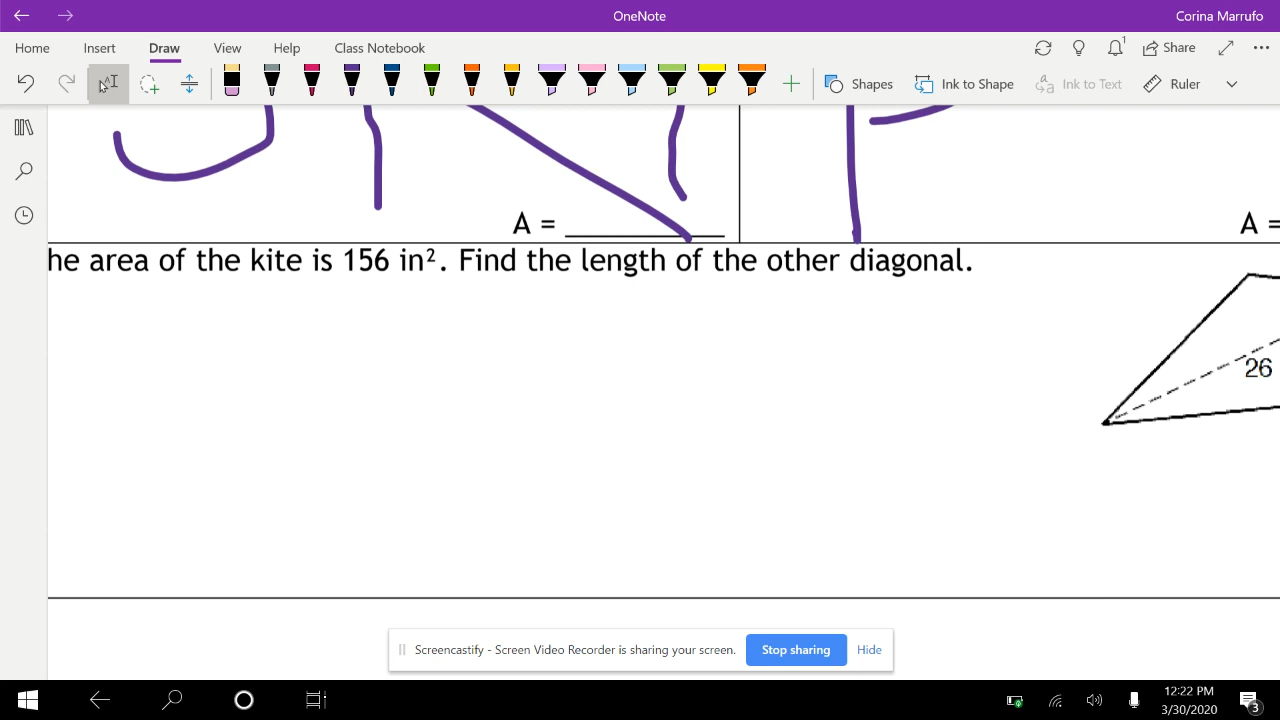 OneNote
Corina Marrufo
Home Insert Draw View Help Class Notebook
Share
Shapes Ink to Shape Ink to Text Ruler
A =
A =
he area of the kite is 156 in². Find the length of the other diagonal.
26
Screencastify - Screen Video Recorder is sharing your screen. Stop sharing Hide
12:22 PM
3/30/2020
3